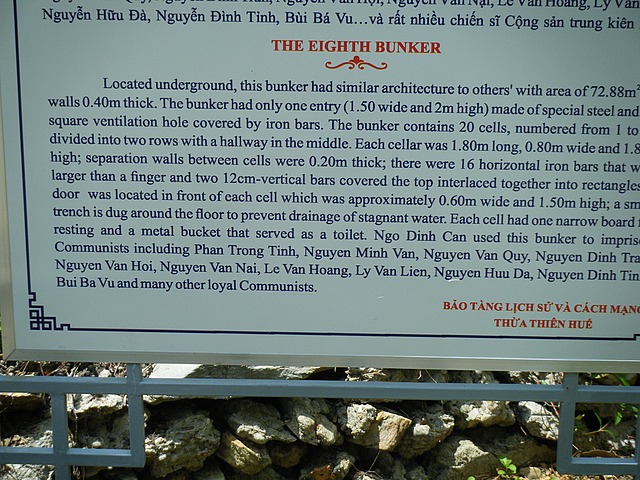 Nguyễn Văn Hoàng, Lý Văn
Nguyễn Hữu Đà, Nguyễn Đình Tinh, Bùi Bá Vu...và rất nhiều chiến sĩ Cộng sản trung kiên
THE EIGHTH BUNKER
Located underground, this bunker had similar architecture to others' with area of 72.88m²
walls 0.40m thick. The bunker had only one entry (1.50 wide and 2m high) made of special steel and
square ventilation hole covered by iron bars. The bunker contains 20 cells, numbered from 1 to
divided into two rows with a hallway in the middle. Each cellar was 1.80m long, 0.80m wide and 1.8
high; separation walls between cells were 0.20m thick; there were 16 horizontal iron bars that w
larger than a finger and two 12cm-vertical bars covered the top interlaced together into rectangles
door was located in front of each cell which was approximately 0.60m wide and 1.50m high; a sm
trench is dug around the floor to prevent drainage of stagnant water. Each cell had one narrow board
resting and a metal bucket that served as a toilet. Ngo Dinh Can used this bunker to impris
Communists including Phan Trong Tinh, Nguyen Minh Van, Nguyen Van Quy, Nguyen Dinh Tra
Nguyen Van Hoi, Nguyen Van Nai, Le Van Hoang, Ly Van Lien, Nguyen Huu Da, Nguyen Dinh Tin
Bui Ba Vu and many other loyal Communists.
BẢO TÀNG LỊCH SỬ VÀ CÁCH MẠNG
THỪA THIÊN HUẾ